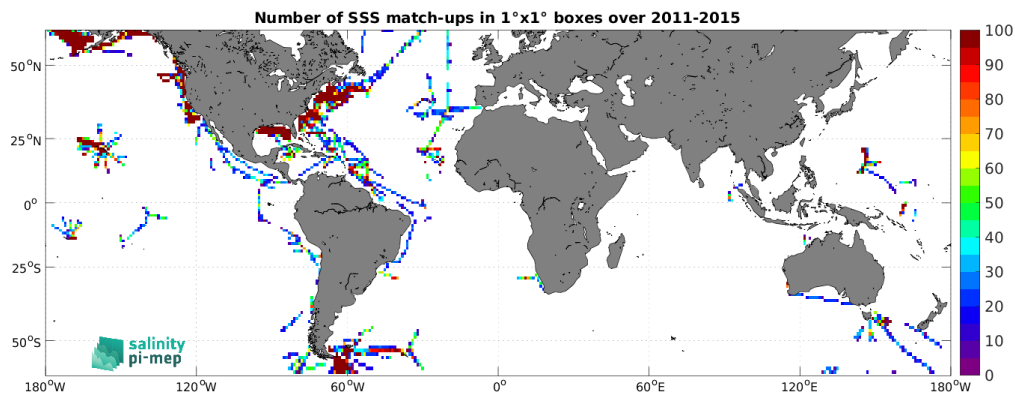 Number of SSS match-ups in 1°x1° boxes over 2011-2015
100
90
80
70
60
50
40
30
20
10
0
50°N
25°N
0°
25°S
50°S
salinity
pi-mep
180°W
120°W
60°W
0°
60°E
120°E
180°W